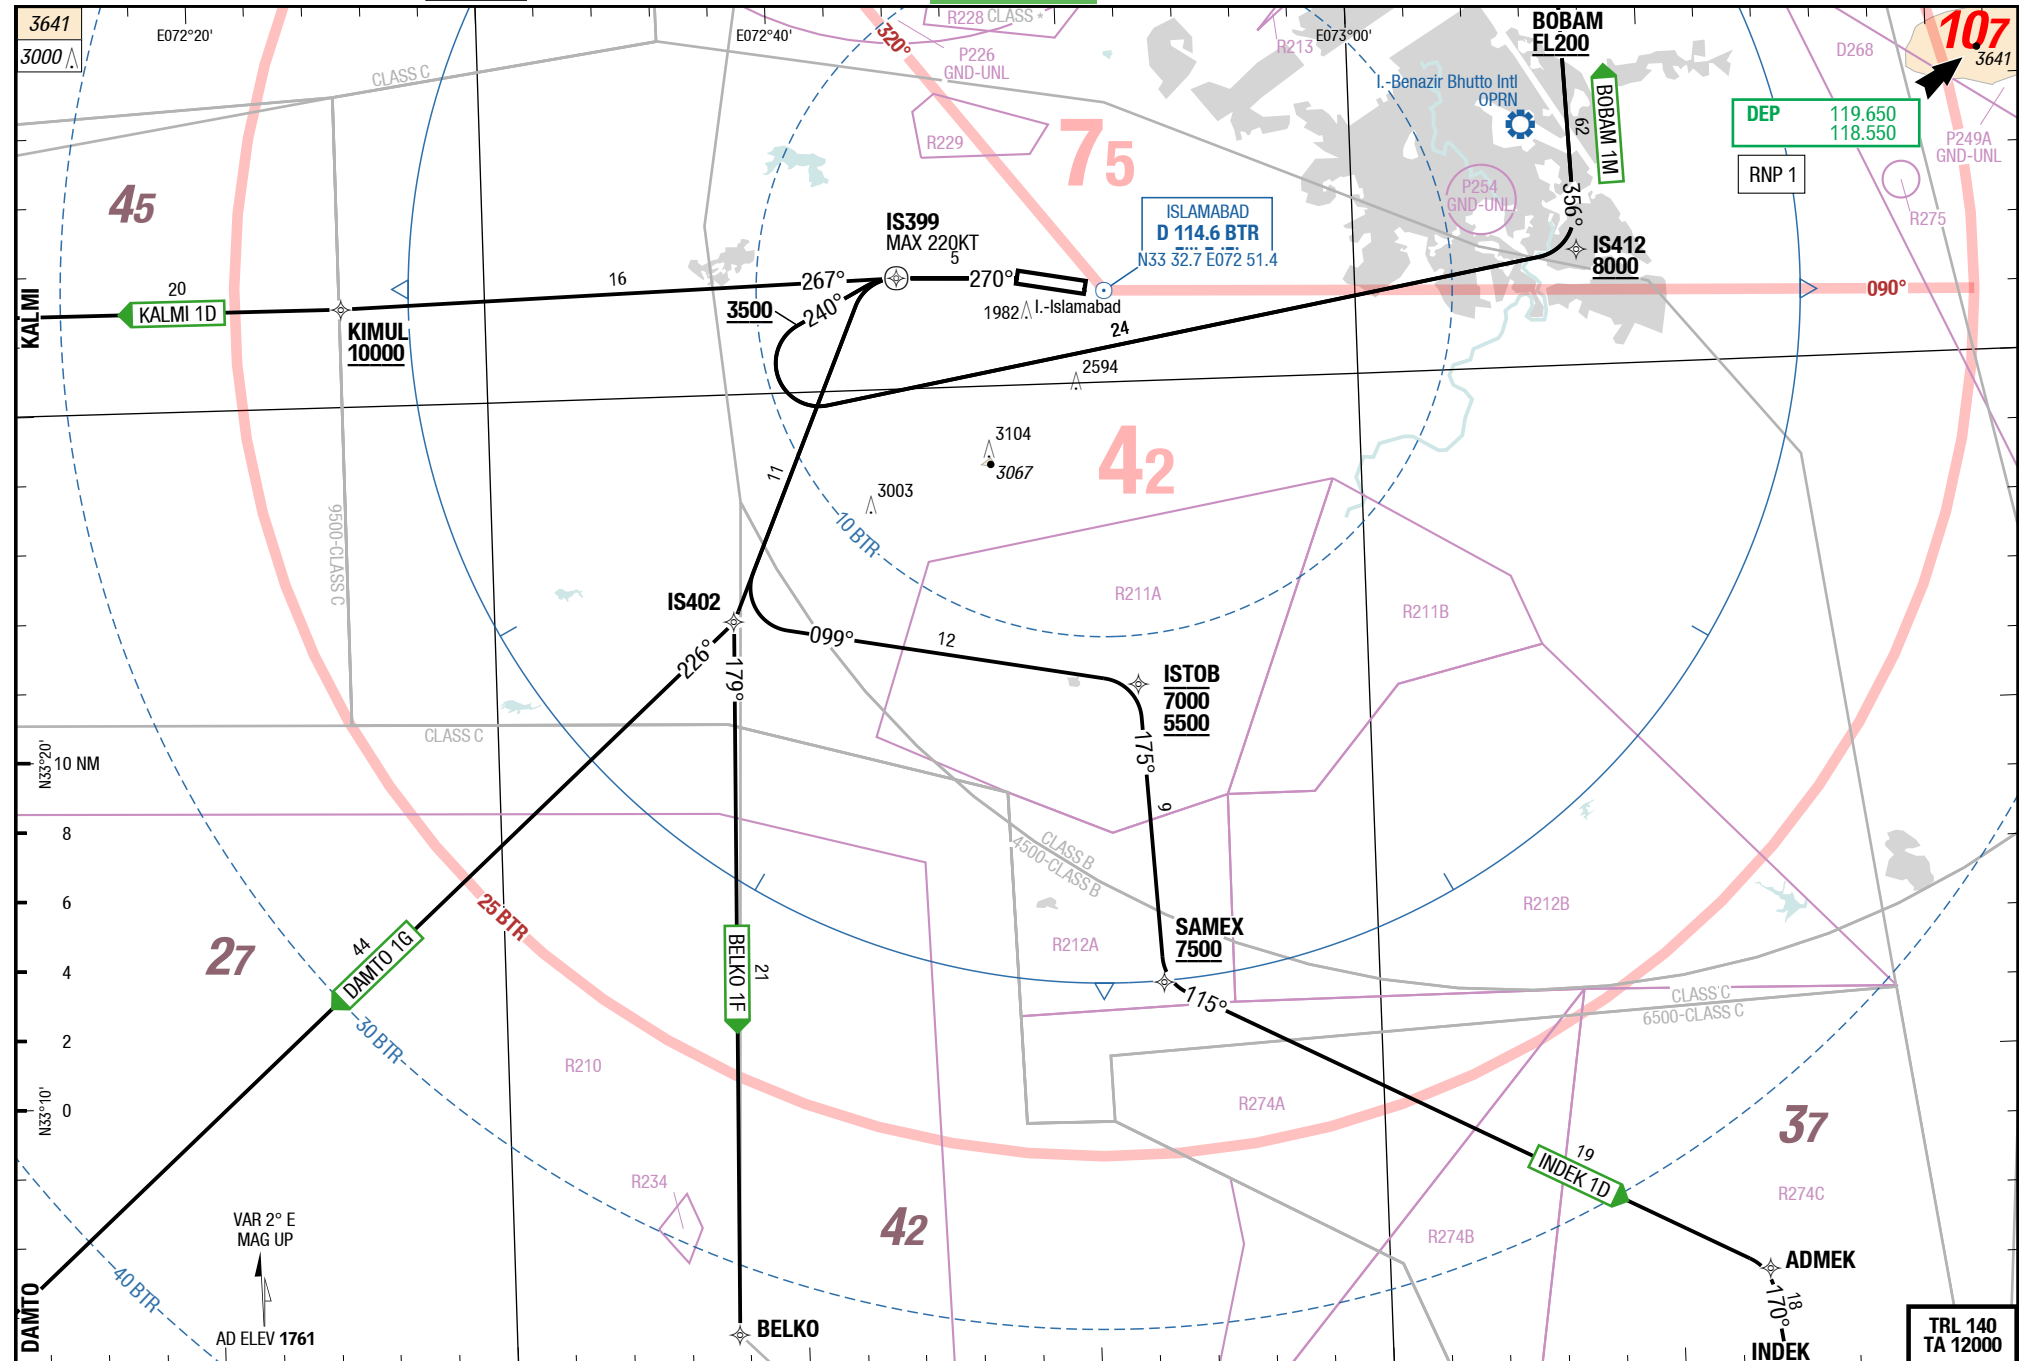 3641
3000
E072°20'
E072°40'
E073°00'
R228 CLASS *
320°
P226
GND-UNL
R213
BOBAM
FL200
D268
107
3641
CLASS C
I.-Benazir Bhutto Intl
OPRN
62
BOBAM 1M
DEP 119.650
118.550
P249A
GND-UNL
R229
75
RNP 1
P254
GND-UNL
356°
R275
45
IS399
MAX 220KT
ISLAMABAD
D 114.6 BTR
N33 32.7 E072 51.4
IS412
8000
5
270°
16
267°
240°
20
KALMI 1D
KALMI
KIMUL
10000
3500
1982
I.-Islamabad
090°
24
2594
3104
3067
42
11
3003
9500-CLASS C
10 BTR
R211A
R211B
IS402
099°
12
226°
179°
ISTOB
7000
5500
CLASS C
175°
N33°20'
10 NM
9
8
CLASS B
4500-CLASS B
6
25 BTR
R212B
SAMEX
7500
R212A
27
44
DAMTO 1G
BELKO 1F
21
4
115°
CLASS C
6500-CLASS C
2
30 BTR
R210
N33°10'
0
R274A
37
19
INDEK 1D
R234
R274C
VAR 2° E
MAG UP
42
R274B
ADMEK
40 BTR
18
170°
DAMTO
AD ELEV 1761
BELKO
INDEK
TRL 140
TA 12000